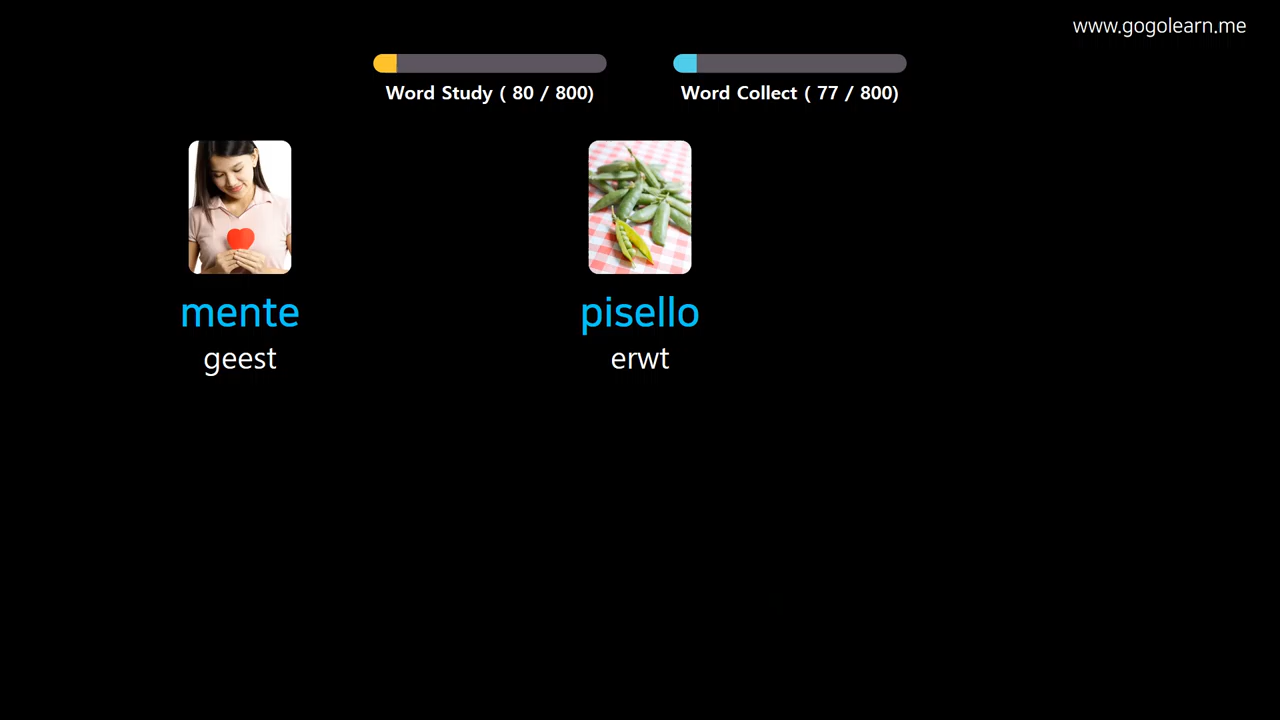 www.gogolearn.me
Word Study ( 80 / 800)
Word Collect ( 77 / 800)
mente
geest
pisello
erwt